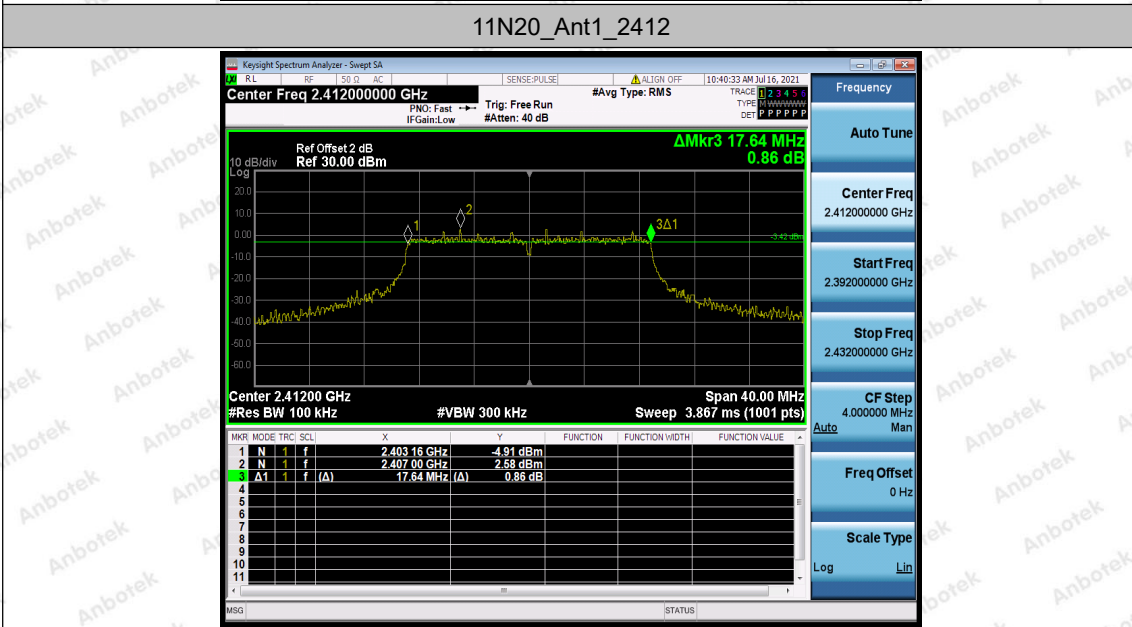 11N20_Ant1_2412
Keysight Spectrum Analyzer - Swept SA
LXI RL RF 50 Ω AC SENSE:PULSE ALIGN OFF 10:40:33 AM Jul 16, 2021
Center Freq 2.412000000 GHz
PNO: Fast
IFGain:Low
Trig: Free Run
#Atten: 40 dB
#Avg Type: RMS
TRACE 1 2 3 4 5 6
TYPE M WWWWW
DET P P P P P P
Frequency
Auto Tune
Center Freq
2.412000000 GHz
Start Freq
2.392000000 GHz
Stop Freq
2.432000000 GHz
CF Step
4.000000 MHz
Auto Man
Freq Offset
0 Hz
Scale Type
Log Lin
ΔMkr3 17.64 MHz
0.86 dB
Ref Offset 2 dB
10 dB/div Ref 30.00 dBm
Log
20.0
10.0
0.00
-10.0
-20.0
-30.0
-40.0
-50.0
-60.0
1
2
3Δ1
-3.42 dBm
Center 2.41200 GHz Span 40.00 MHz
#Res BW 100 kHz #VBW 300 kHz Sweep 3.867 ms (1001 pts)
MKR MODE TRC SCL X Y FUNCTION FUNCTION WIDTH FUNCTION VALUE
1 N 1 f 2.403 16 GHz -4.91 dBm
2 N 1 f 2.407 00 GHz 2.58 dBm
3 Δ1 1 f (Δ) 17.64 MHz (Δ) 0.86 dB
4
5
6
7
8
9
10
11
MSG STATUS
Anbotek